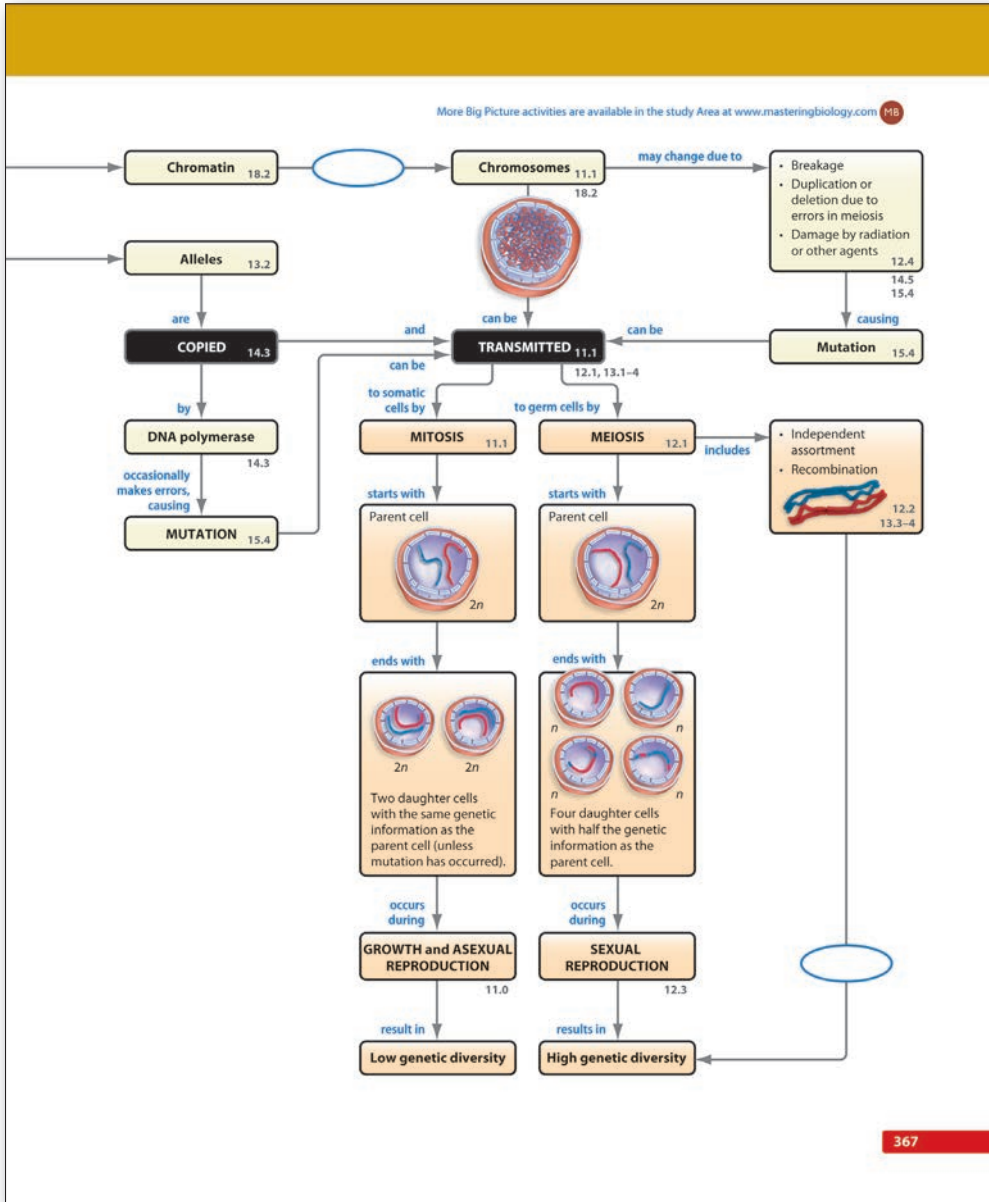 More Big Picture activities are available in the study Area at www.masteringbiology.com MB
Chromatin 18.2
Chromosomes 11.1
18.2
may change due to
• Breakage
• Duplication or
deletion due to
errors in meiosis
• Damage by radiation
or other agents
12.4
14.5
15.4
Alleles 13.2
are
COPIED 14.3
and
can be
can be
TRANSMITTED 11.1
12.1, 13.1–4
can be
causing
Mutation 15.4
by
DNA polymerase
14.3
occasionally
makes errors,
causing
MUTATION 15.4
to somatic
cells by
to germ cells by
MITOSIS 11.1
MEIOSIS 12.1
includes
• Independent
assortment
• Recombination
12.2
13.3–4
starts with
Parent cell
2n
starts with
Parent cell
2n
ends with
2n 2n
Two daughter cells
with the same genetic
information as the
parent cell (unless
mutation has occurred).
ends with
n n
n n
Four daughter cells
with half the genetic
information as the
parent cell.
occurs
during
GROWTH and ASEXUAL
REPRODUCTION
11.0
occurs
during
SEXUAL
REPRODUCTION
12.3
result in
Low genetic diversity
results in
High genetic diversity
367